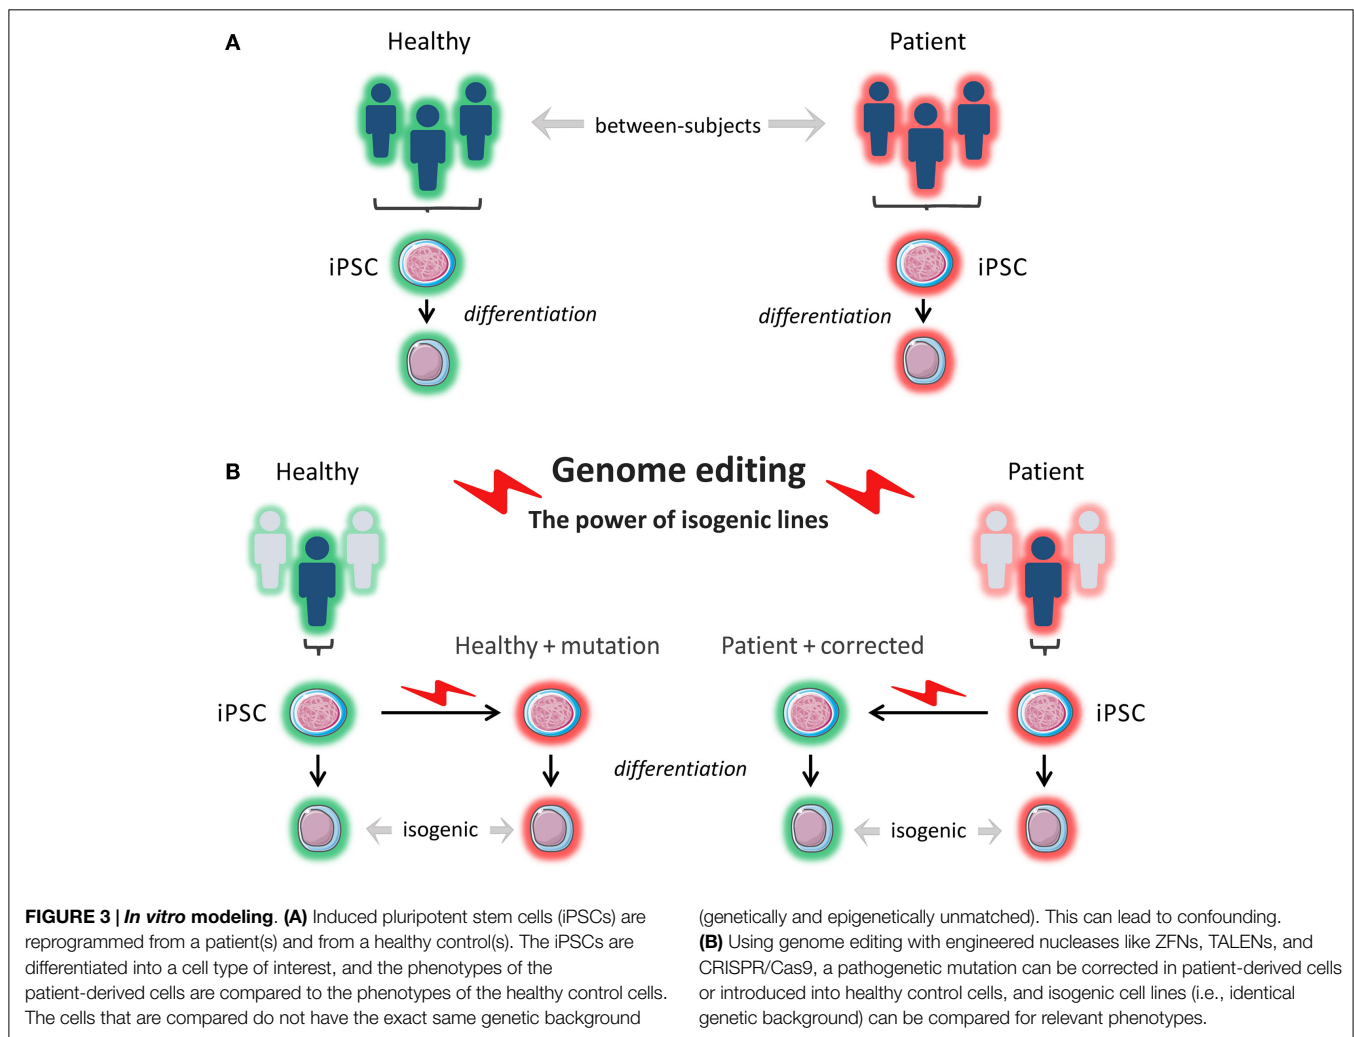 A
Healthy
Patient
between-subjects
iPSC
iPSC
differentiation
differentiation
B
Healthy
Genome editing
Patient
The power of isogenic lines
Healthy + mutation
Patient + corrected
iPSC
iPSC
differentiation
isogenic
isogenic
FIGURE 3 | In vitro modeling. (A) Induced pluripotent stem cells (iPSCs) are
reprogrammed from a patient(s) and from a healthy control(s). The iPSCs are
differentiated into a cell type of interest, and the phenotypes of the
patient-derived cells are compared to the phenotypes of the healthy control cells.
The cells that are compared do not have the exact same genetic background
(genetically and epigenetically unmatched). This can lead to confounding.
(B) Using genome editing with engineered nucleases like ZFNs, TALENs, and
CRISPR/Cas9, a pathogenetic mutation can be corrected in patient-derived cells
or introduced into healthy control cells, and isogenic cell lines (i.e., identical
genetic background) can be compared for relevant phenotypes.